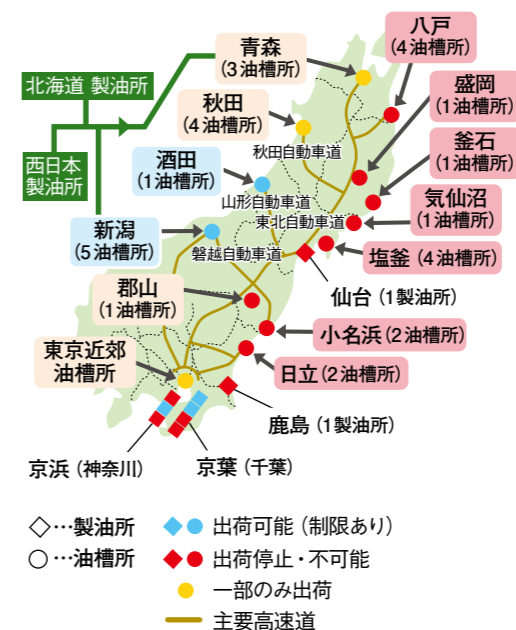 青森
(3油槽所)
八戸
(4油槽所)
北海道 製油所
西日本
製油所
秋田
(4油槽所)
盛岡
(1油槽所)
秋田自動車道
酒田
(1油槽所)
釜石
(1油槽所)
山形自動車道
東北自動車道
気仙沼
(1油槽所)
新潟
(5油槽所)
磐越自動車道
塩釜(4油槽所)
仙台(1製油所)
郡山
(1油槽所)
小名浜(2油槽所)
東京近郊
油槽所
日立(2油槽所)
鹿島(1製油所)
京浜(神奈川)
京葉(千葉)
◇…製油所
○…油槽所
出荷可能(制限あり)
出荷停止・不可能
一部のみ出荷
主要高速道